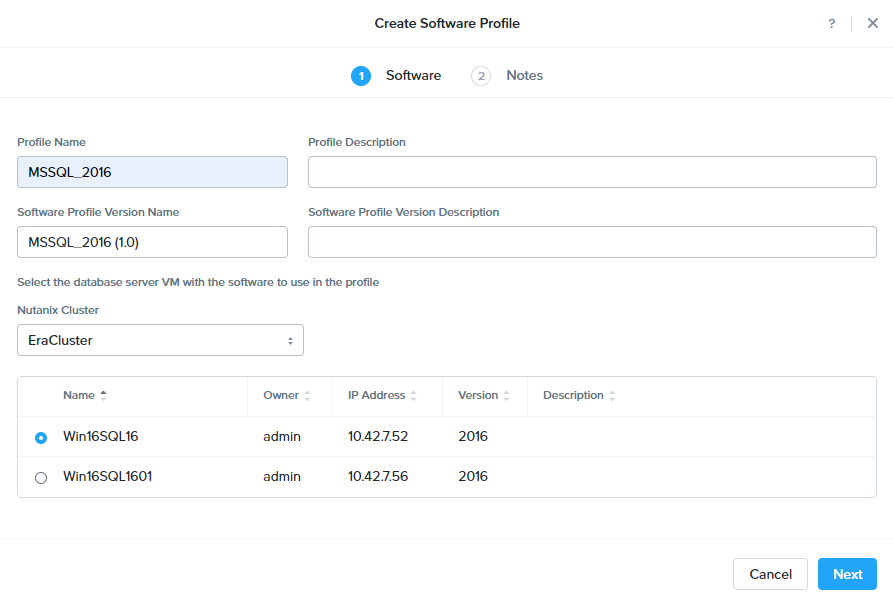 Create Software Profile
?
1 Software 2 Notes
Profile Name Profile Description
MSSQL_2016
Software Profile Version Name Software Profile Version Description
MSSQL_2016 (1.0)
Select the database server VM with the software to use in the profile
Nutanix Cluster
EraCluster
Name Owner IP Address Version Description
Win16SQL16 admin 10.42.7.52 2016
Win16SQL1601 admin 10.42.7.56 2016
Cancel Next